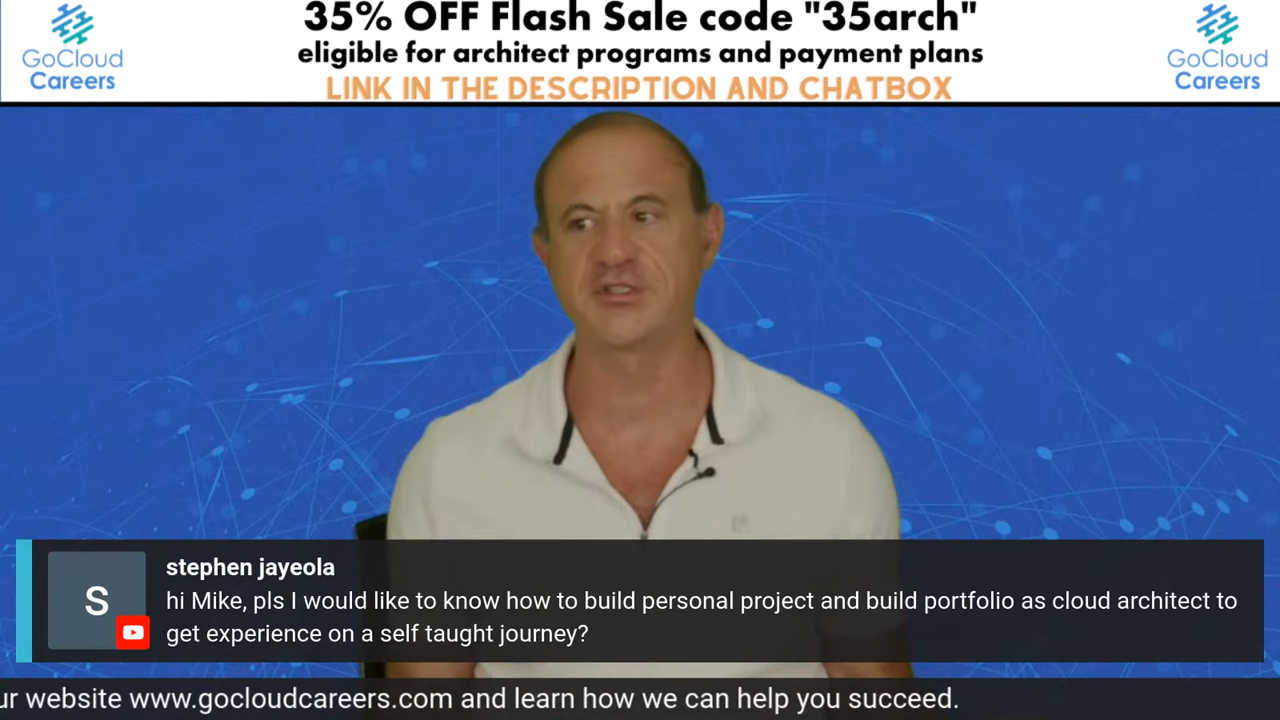 35% OFF Flash Sale code "35arch"
eligible for architect programs and payment plans
LINK IN THE DESCRIPTION AND CHATBOX
GoCloud
Careers
GoCloud
Careers
stephen jayeola
S
hi Mike, pls I would like to know how to build personal project and build portfolio as cloud architect to
get experience on a self taught journey?
ur website www.gocloudcareers.com and learn how we can help you succeed.